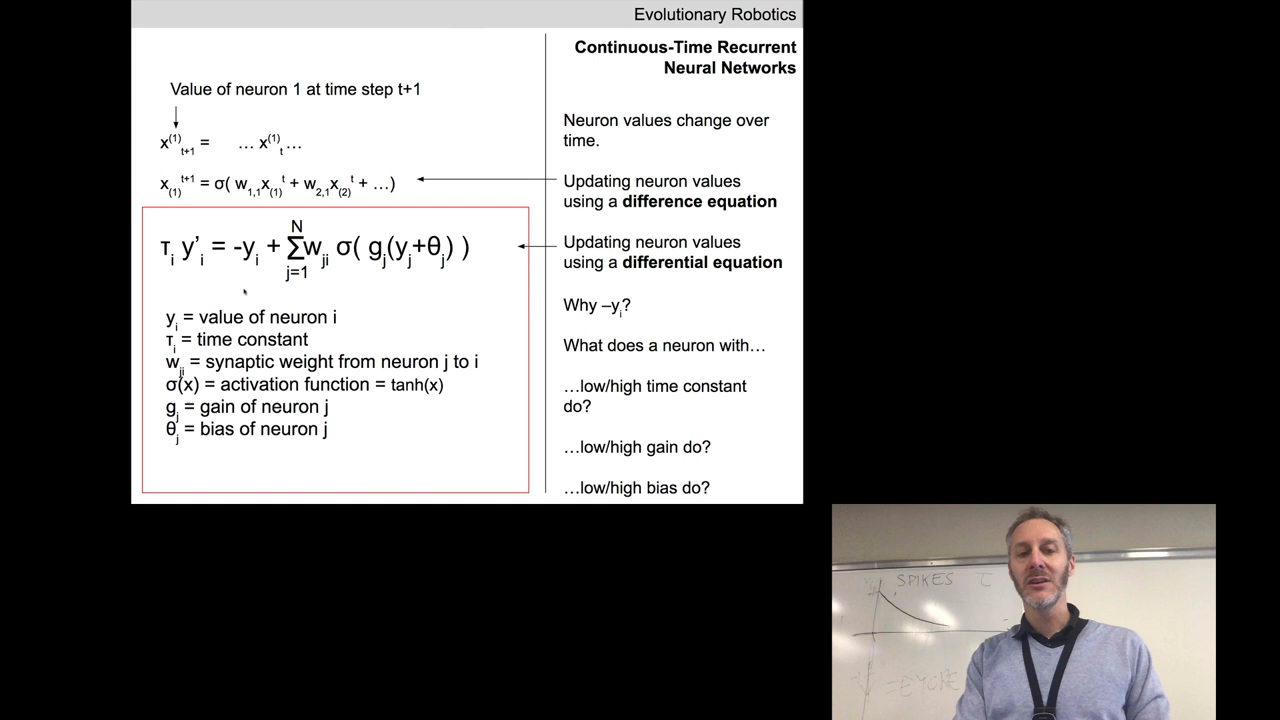 Evolutionary Robotics
Continuous-Time Recurrent
Neural Networks
Value of neuron 1 at time step t+1
x⁽¹⁾ₜ₊₁ = … x⁽¹⁾ₜ …
x₍₁₎ᵗ⁺¹ = σ( w₁,₁x₍₁₎ᵗ + w₂,₁x₍₂₎ᵗ + …)
τᵢ y’ᵢ = -yᵢ + Σ wⱼᵢ σ( gⱼ(yⱼ+θⱼ) )
N
j=1
yᵢ = value of neuron i
τᵢ = time constant
wⱼᵢ = synaptic weight from neuron j to i
σ(x) = activation function = tanh(x)
gⱼ = gain of neuron j
θⱼ = bias of neuron j
Neuron values change over
time.
Updating neuron values
using a difference equation
Updating neuron values
using a differential equation
Why –yᵢ?
What does a neuron with…
…low/high time constant
do?
…low/high gain do?
…low/high bias do?
SPIKES τ